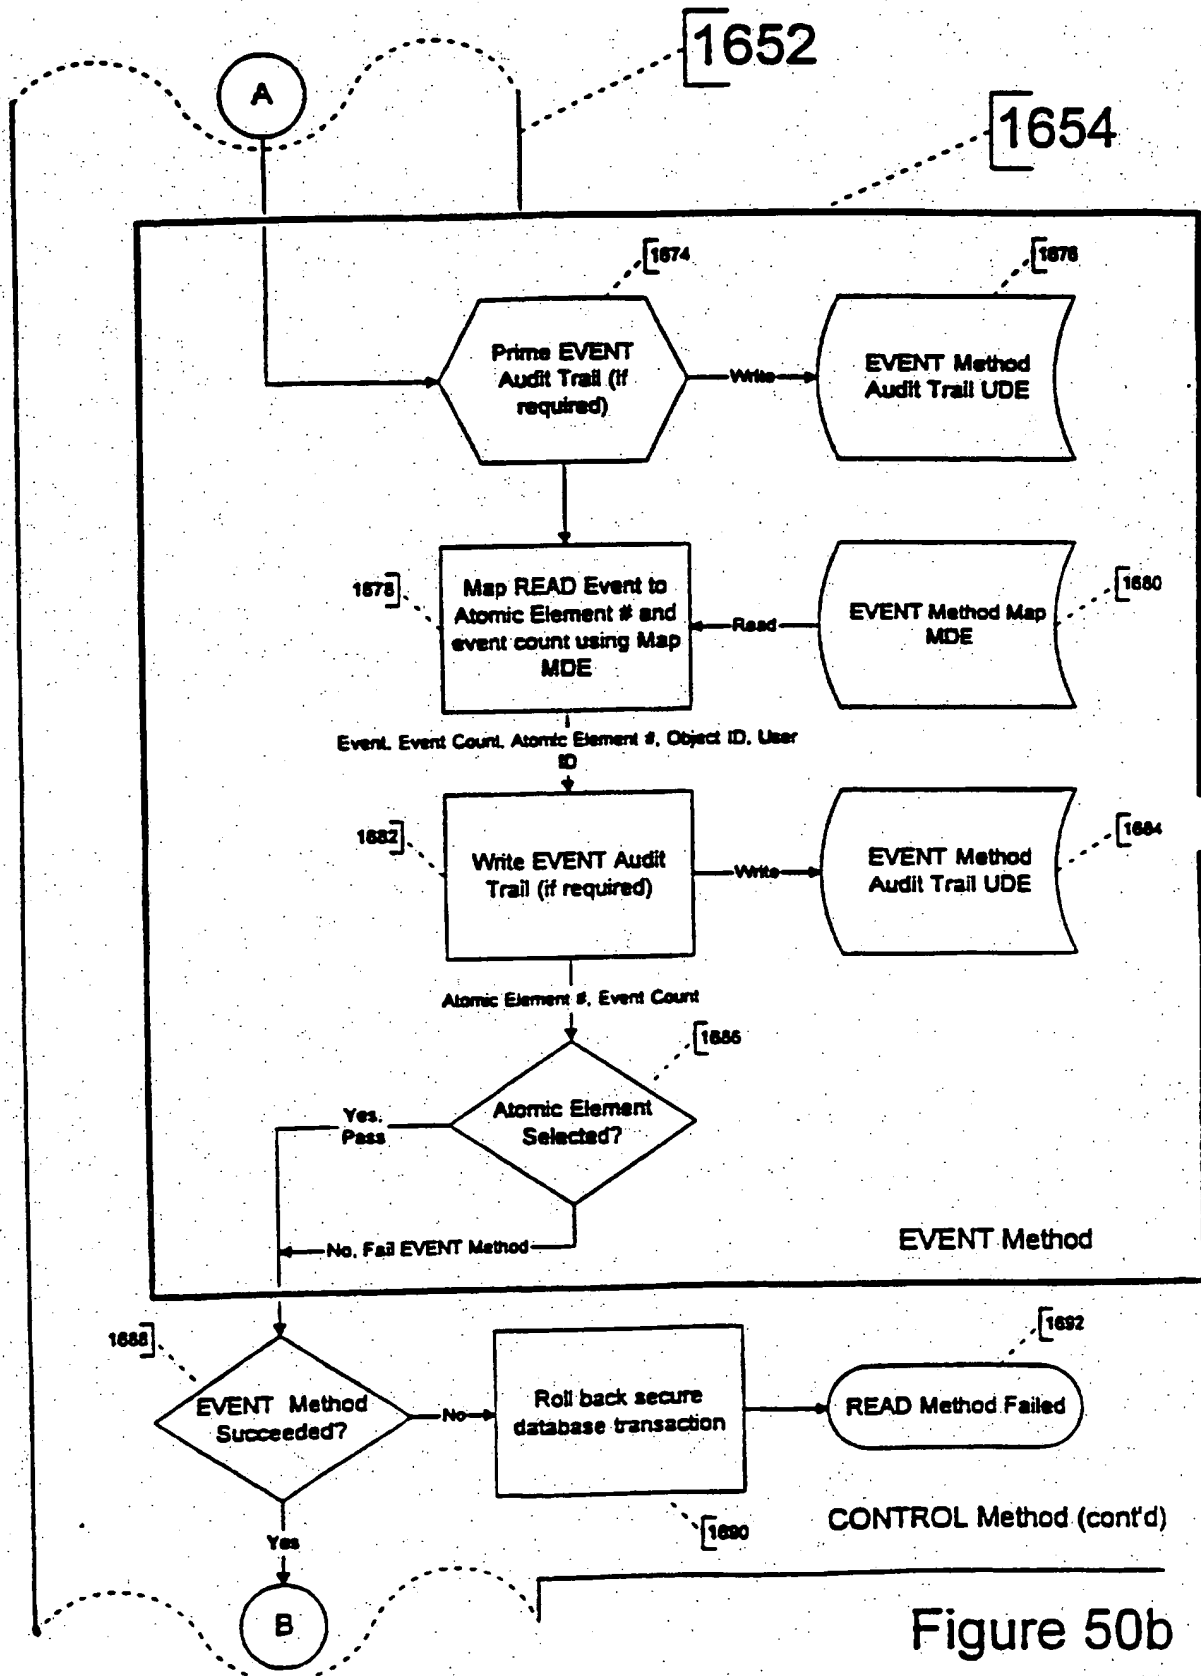 1652
A
1654
1674
1676
Prime EVENT
Audit Trail (if
required)
Write
EVENT Method
Audit Trail UDE
1678
Map READ Event to
Atomic Element # and
event count using Map
MDE
Read
EVENT Method Map
MDE
1680
Event, Event Count, Atomic Element #, Object ID, User
ID
1682
Write EVENT Audit
Trail (if required)
Write
EVENT Method
Audit Trail UDE
1684
Atomic Element #, Event Count
1686
Atomic Element
Selected?
Yes,
Pass
No, Fail EVENT Method
EVENT Method
1688
EVENT Method
Succeeded?
No
Roll back secure
database transaction
1692
READ Method Failed
1690
CONTROL Method (cont'd)
Yes
B
Figure 50b